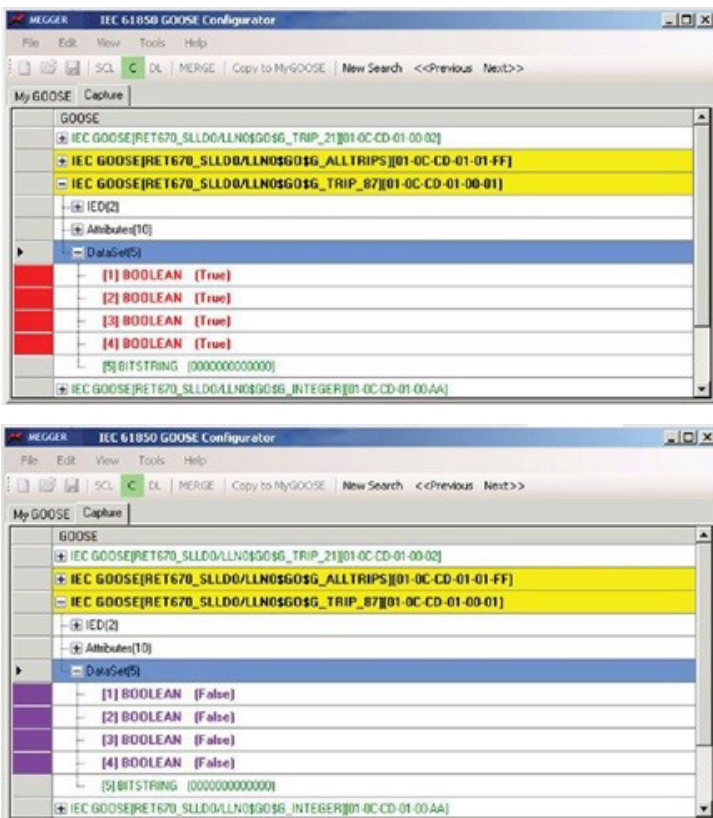 MEGGER IEC 61850 GOOSE Configurator
File Edit View Tools Help
SCL C DL MERGE Copy to MyGOOSE New Search <<Previous Next>>
My GOOSE Capture
GOOSE
IEC GOOSE[RET670_SLLD0/LLN0$GO$G_TRIP_21][01-0C-CD-01-00-02]
IEC GOOSE[RET670_SLLD0/LLN0$GO$G_ALLTRIPS][01-0C-CD-01-01-FF]
IEC GOOSE[RET670_SLLD0/LLN0$GO$G_TRIP_87][01-0C-CD-01-00-01]
IED(2)
Attributes(10)
DataSet(5)
[1] BOOLEAN (True)
[2] BOOLEAN (True)
[3] BOOLEAN (True)
[4] BOOLEAN (True)
[5] BITSTRING (0000000000000)
IEC GOOSE[RET670_SLLD0/LLN0$GO$G_INTEGER][01-0C-CD-01-00-AA]
MEGGER IEC 61850 GOOSE Configurator
File Edit View Tools Help
SCL C DL MERGE Copy to MyGOOSE New Search <<Previous Next>>
My GOOSE Capture
GOOSE
IEC GOOSE[RET670_SLLD0/LLN0$GO$G_TRIP_21][01-0C-CD-01-00-02]
IEC GOOSE[RET670_SLLD0/LLN0$GO$G_ALLTRIPS][01-0C-CD-01-01-FF]
IEC GOOSE[RET670_SLLD0/LLN0$GO$G_TRIP_87][01-0C-CD-01-00-01]
IED(2)
Attributes(10)
DataSet(5)
[1] BOOLEAN (False)
[2] BOOLEAN (False)
[3] BOOLEAN (False)
[4] BOOLEAN (False)
[5] BITSTRING (0000000000000)
IEC GOOSE[RET670_SLLD0/LLN0$GO$G_INTEGER][01-0C-CD-01-00-AA]